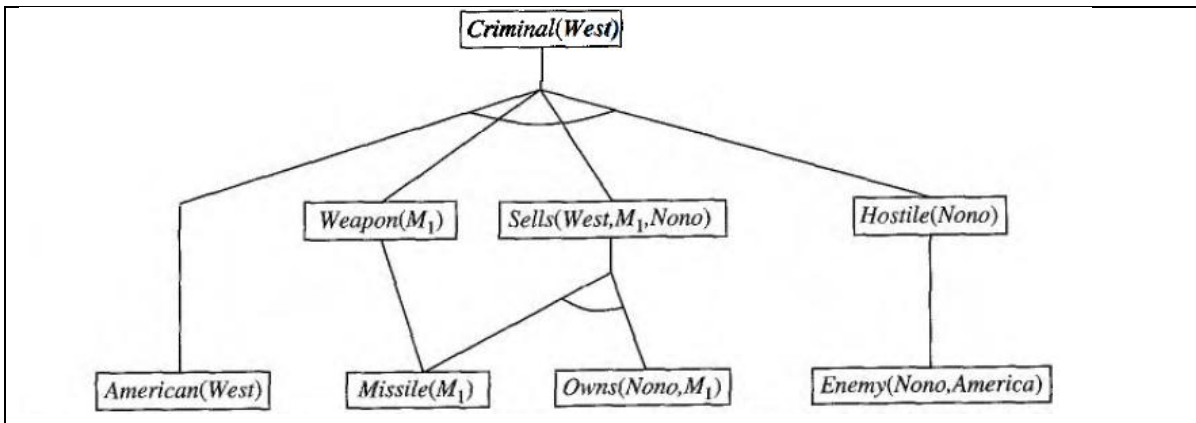 Criminal(West)
Weapon(M₁)
Sells(West,M₁,Nono)
Hostile(Nono)
American(West)
Missile(M₁)
Owns(Nono,M₁)
Enemy(Nono,America)